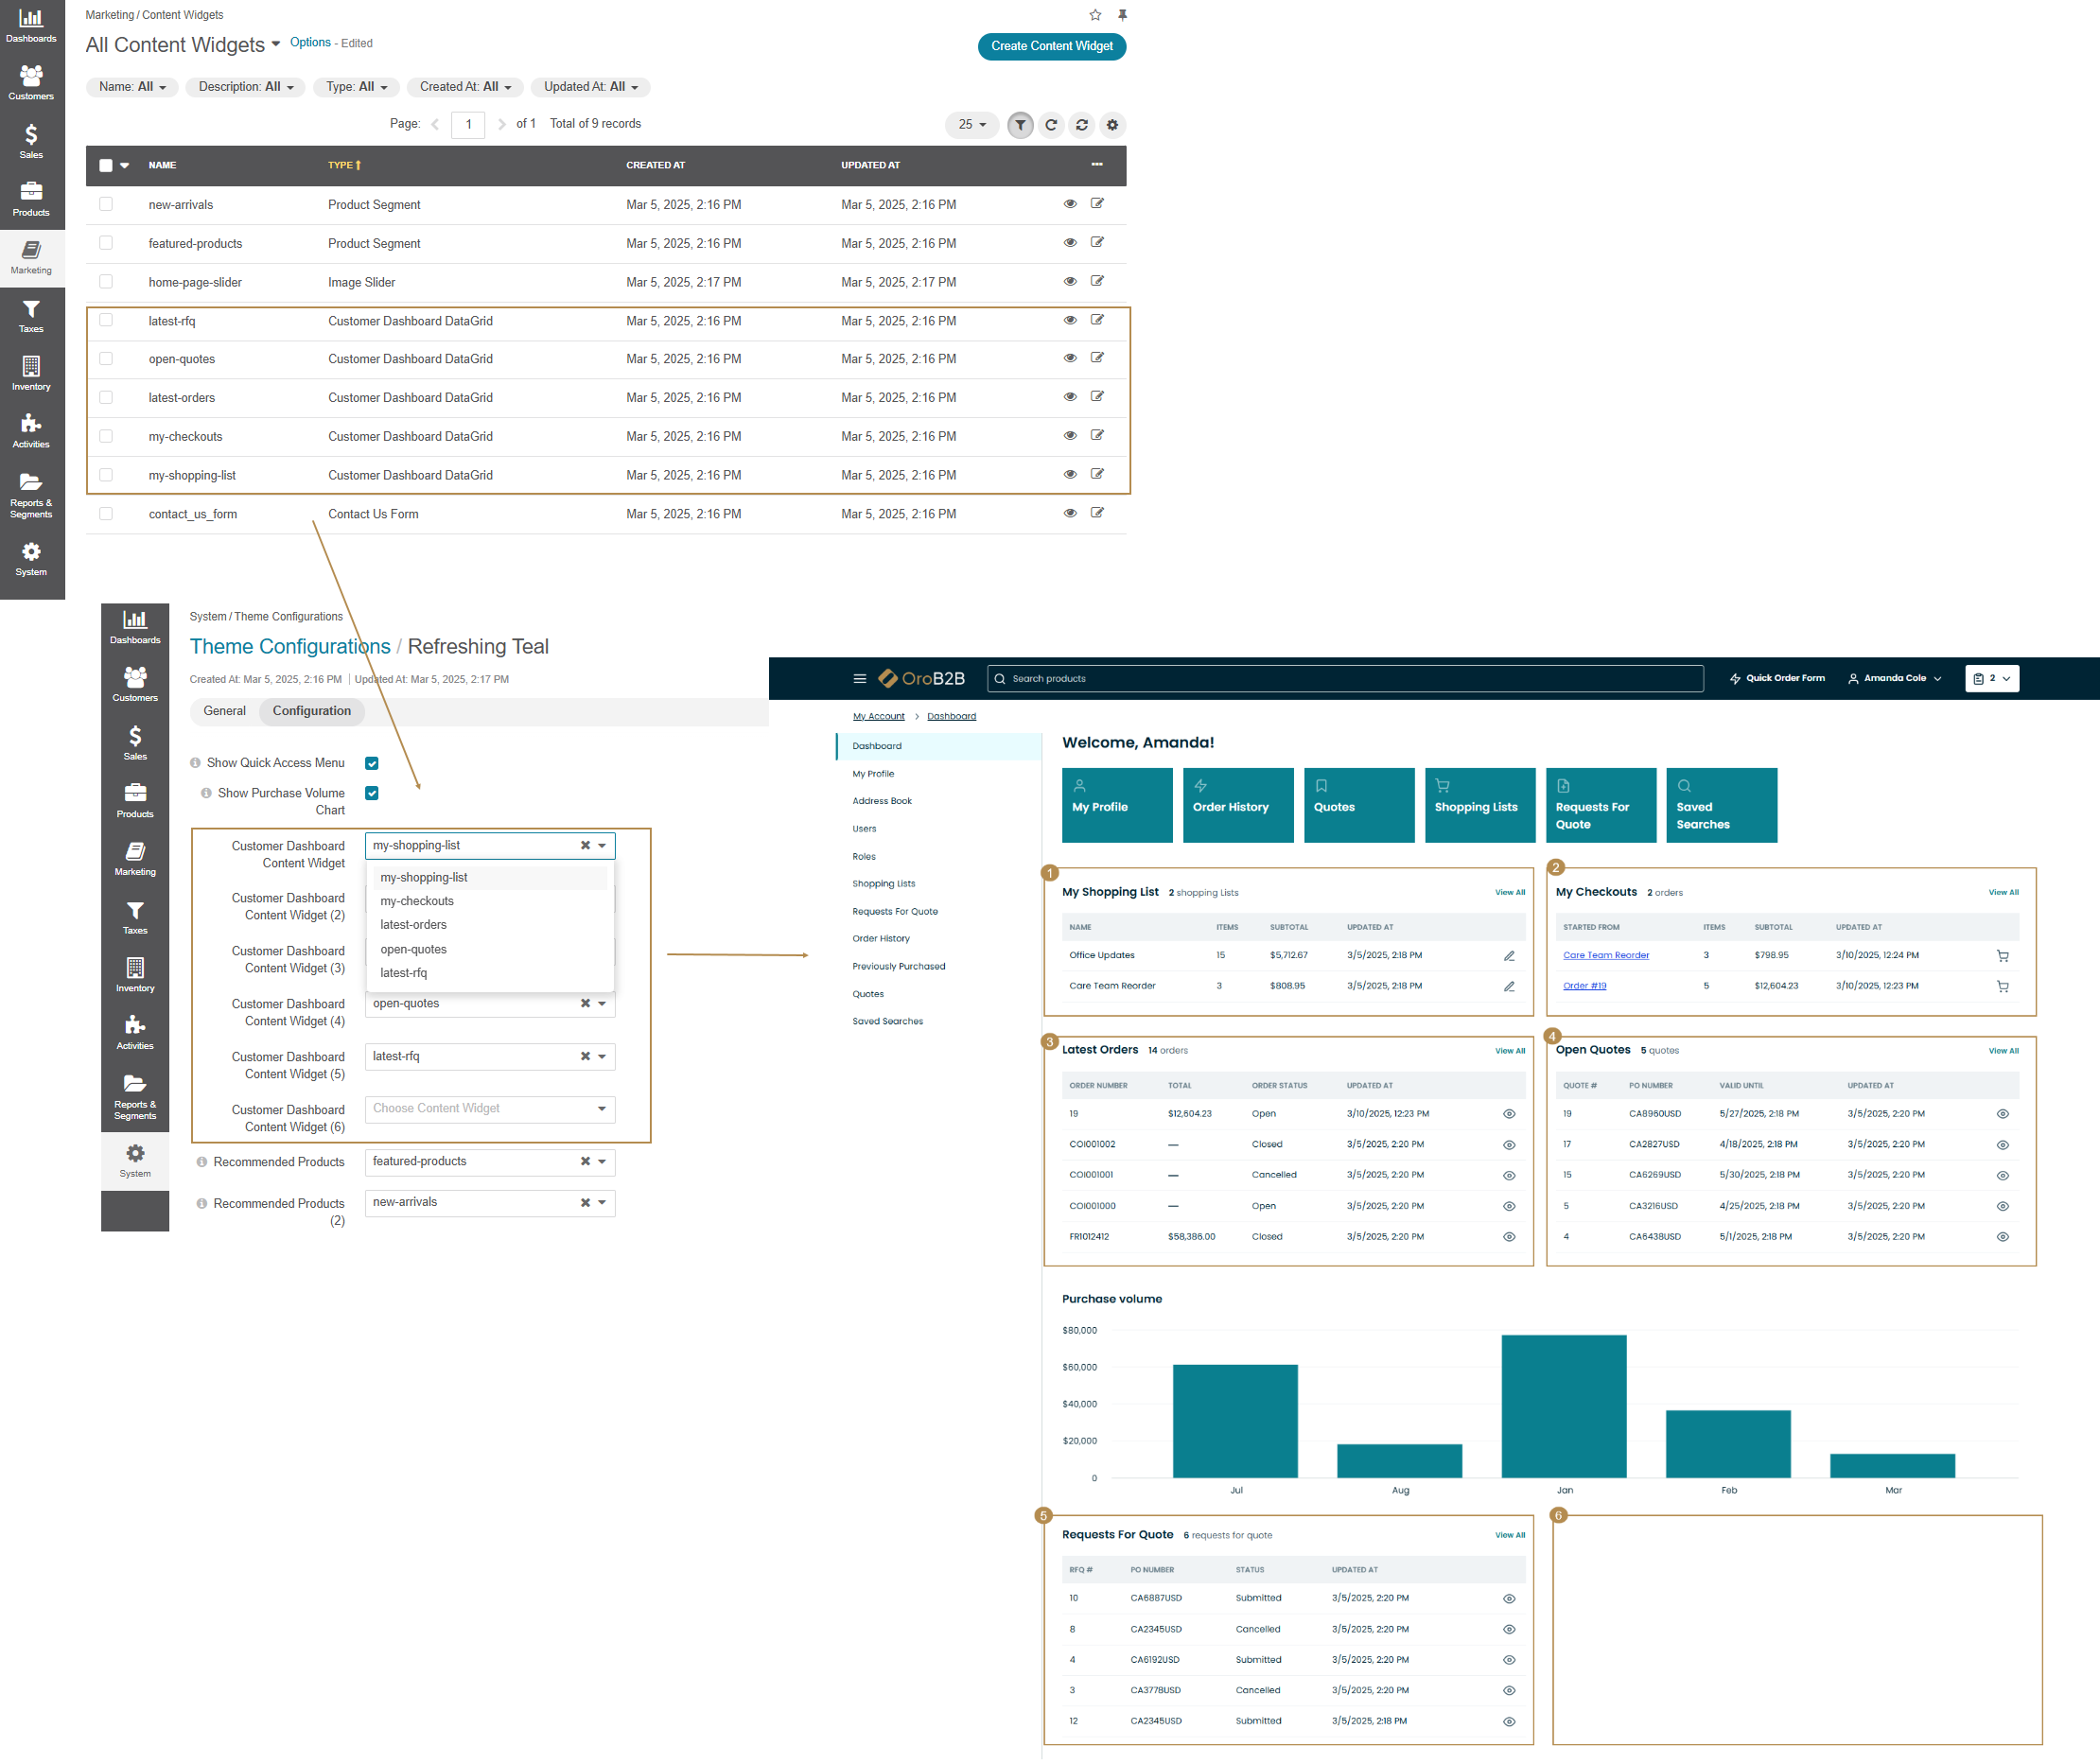 Marketing / Content Widgets
All Content Widgets Options - Edited
Create Content Widget
Name: All Description: All Type: All Created At: All Updated At: All
Page: 1 of 1 Total of 9 records 25
NAME TYPE CREATED AT UPDATED AT
new-arrivals Product Segment Mar 5, 2025, 2:16 PM Mar 5, 2025, 2:16 PM
featured-products Product Segment Mar 5, 2025, 2:16 PM Mar 5, 2025, 2:16 PM
home-page-slider Image Slider Mar 5, 2025, 2:17 PM Mar 5, 2025, 2:17 PM
latest-rfq Customer Dashboard DataGrid Mar 5, 2025, 2:16 PM Mar 5, 2025, 2:16 PM
open-quotes Customer Dashboard DataGrid Mar 5, 2025, 2:16 PM Mar 5, 2025, 2:16 PM
latest-orders Customer Dashboard DataGrid Mar 5, 2025, 2:16 PM Mar 5, 2025, 2:16 PM
my-checkouts Customer Dashboard DataGrid Mar 5, 2025, 2:16 PM Mar 5, 2025, 2:16 PM
my-shopping-list Customer Dashboard DataGrid Mar 5, 2025, 2:16 PM Mar 5, 2025, 2:16 PM
contact_us_form Contact Us Form Mar 5, 2025, 2:16 PM Mar 5, 2025, 2:16 PM
Dashboards
Customers
Sales
Products
Marketing
Taxes
Inventory
Activities
Reports &
Segments
System
Dashboards
Customers
Sales
Products
Marketing
Taxes
Inventory
Activities
Reports &
Segments
System
System / Theme Configurations
Theme Configurations / Refreshing Teal
Created At: Mar 5, 2025, 2:16 PM Updated At: Mar 5, 2025, 2:17 PM
General Configuration
Show Quick Access Menu
Show Purchase Volume
Chart
Customer Dashboard
Content Widget
my-shopping-list
my-shopping-list
my-checkouts
latest-orders
open-quotes
latest-rfq
Customer Dashboard
Content Widget (2)
Customer Dashboard
Content Widget (3)
Customer Dashboard
Content Widget (4)
open-quotes
Customer Dashboard
Content Widget (5)
latest-rfq
Customer Dashboard
Content Widget (6)
Choose Content Widget
Recommended Products featured-products
Recommended Products
(2)
new-arrivals
OroB2B Search products Quick Order Form Amanda Cole 2
My Account > Dashboard
Dashboard
My Profile
Address Book
Users
Roles
Shopping Lists
Requests For Quote
Order History
Previously Purchased
Quotes
Saved Searches
Welcome, Amanda!
My Profile
Order History
Quotes
Shopping Lists
Requests For
Quote
Saved
Searches
1
My Shopping List 2 shopping Lists View All
NAME ITEMS SUBTOTAL UPDATED AT
Office Updates 15 $5,712.67 3/5/2025, 2:18 PM
Care Team Reorder 3 $808.95 3/5/2025, 2:18 PM
2
My Checkouts 2 orders View All
STARTED FROM ITEMS SUBTOTAL UPDATED AT
Care Team Reorder 3 $798.95 3/10/2025, 12:24 PM
Order #19 5 $12,604.23 3/10/2025, 12:23 PM
3
Latest Orders 14 orders View All
ORDER NUMBER TOTAL ORDER STATUS UPDATED AT
19 $12,604.23 Open 3/10/2025, 12:23 PM
COI001002 — Closed 3/5/2025, 2:20 PM
COI001001 — Cancelled 3/5/2025, 2:20 PM
COI001000 — Open 3/5/2025, 2:20 PM
FR1012412 $58,386.00 Closed 3/5/2025, 2:20 PM
4
Open Quotes 5 quotes View All
QUOTE # PO NUMBER VALID UNTIL UPDATED AT
19 CA8960USD 5/27/2025, 2:18 PM 3/5/2025, 2:20 PM
17 CA2827USD 4/18/2025, 2:18 PM 3/5/2025, 2:20 PM
15 CA6269USD 5/30/2025, 2:18 PM 3/5/2025, 2:20 PM
5 CA3216USD 4/25/2025, 2:18 PM 3/5/2025, 2:20 PM
4 CA6438USD 5/1/2025, 2:18 PM 3/5/2025, 2:20 PM
Purchase volume
$80,000
$60,000
$40,000
$20,000
0
Jul Aug Jan Feb Mar
5
Requests For Quote 6 requests for quote View All
RFQ # PO NUMBER STATUS UPDATED AT
10 CA6887USD Submitted 3/5/2025, 2:20 PM
8 CA2345USD Cancelled 3/5/2025, 2:20 PM
4 CA6192USD Submitted 3/5/2025, 2:20 PM
3 CA3778USD Cancelled 3/5/2025, 2:20 PM
12 CA2345USD Submitted 3/5/2025, 2:18 PM
6